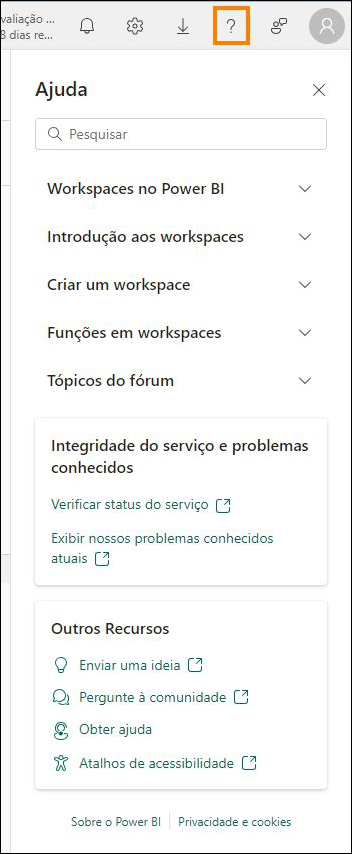 valiação ...
8 dias re...
?
Ajuda
Pesquisar
Workspaces no Power BI
Introdução aos workspaces
Criar um workspace
Funções em workspaces
Tópicos do fórum
Integridade do serviço e problemas
conhecidos
Verificar status do serviço
Exibir nossos problemas conhecidos
atuais
Outros Recursos
Enviar uma ideia
Pergunte à comunidade
Obter ajuda
Atalhos de acessibilidade
Sobre o Power BI Privacidade e cookies